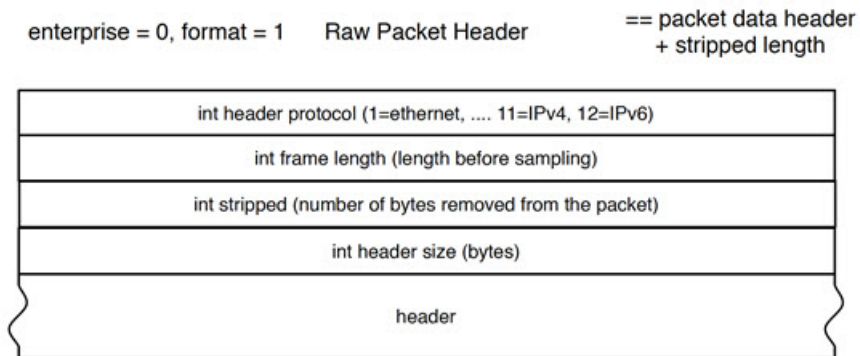 enterprise = 0, format = 1 Raw Packet Header == packet data header
+ stripped length
int header protocol (1=ethernet, .... 11=IPv4, 12=IPv6)
int frame length (length before sampling)
int stripped (number of bytes removed from the packet)
int header size (bytes)
header